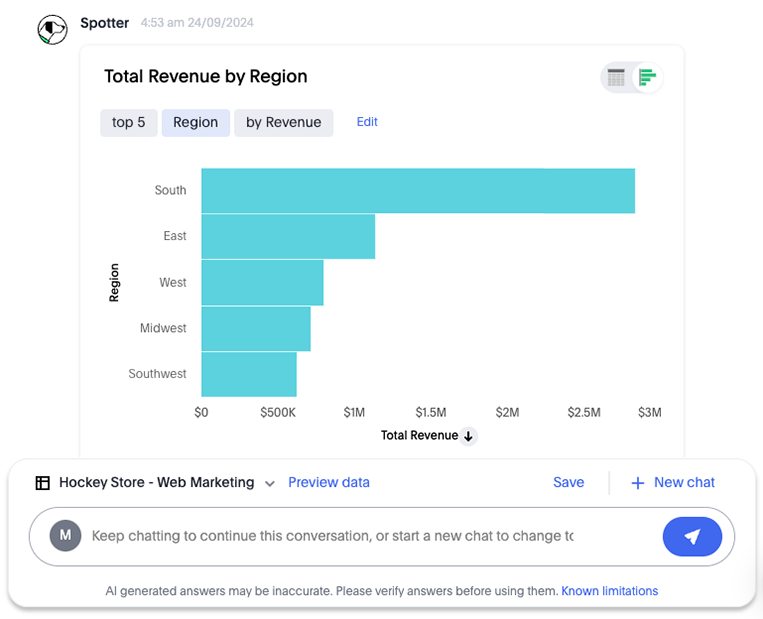 Spotter 4:53 am 24/09/2024
Total Revenue by Region
top 5 Region by Revenue Edit
South
East
West
Midwest
Southwest
Region
$0 $500K $1M $1.5M $2M $2.5M $3M
Total Revenue
Hockey Store - Web Marketing Preview data Save New chat
M Keep chatting to continue this conversation, or start a new chat to change to
AI generated answers may be inaccurate. Please verify answers before using them. Known limitations